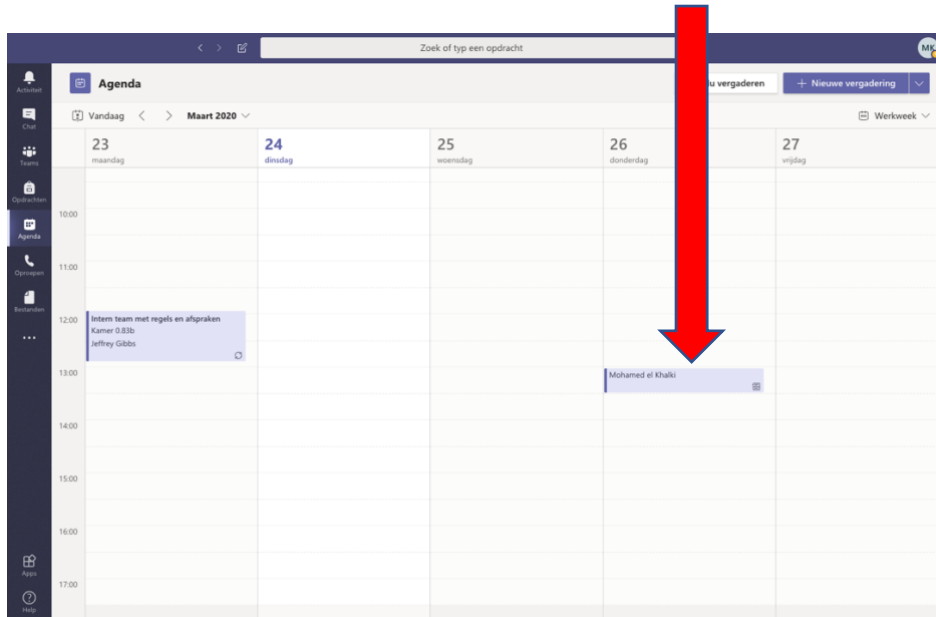 Zoek of typ een opdracht
MK
Activiteit
Chat
Teams
Opdrachten
Agenda
Oproepen
Bestanden
Apps
Help
Agenda
vergaderen
+ Nieuwe vergadering
Vandaag
Maart 2020
Werkweek
23
maandag
24
dinsdag
25
woensdag
26
donderdag
27
vrijdag
10:00
11:00
12:00
13:00
14:00
15:00
16:00
17:00
Intern team met regels en afspraken
Kamer 0.83b
Jeffrey Gibbs
Mohamed el Khalki